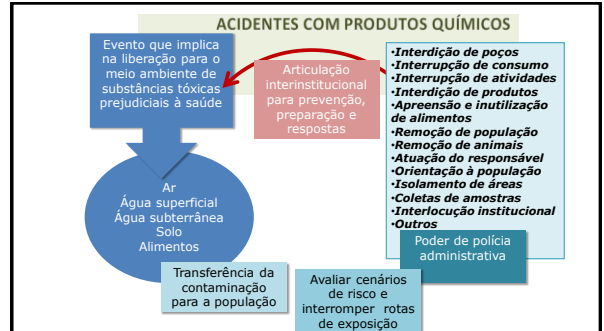 ACIDENTES COM PRODUTOS QUÍMICOS
Evento que implica
na liberação para o
meio ambiente de
substâncias tóxicas
prejudiciais à saúde
Articulação
interinstitucional
para prevenção,
preparação e
respostas
•Interdição de poços
•Interrupção de consumo
•Interrupção de atividades
•Interdição de produtos
•Apreensão e inutilização
de alimentos
•Remoção de população
•Remoção de animais
•Atuação do responsável
•Orientação à população
•Isolamento de áreas
•Coletas de amostras
•Interlocução institucional
•Outros
Poder de polícia
administrativa
Ar
Água superficial
Água subterrânea
Solo
Alimentos
Transferência da
contaminação
para a população
Avaliar cenários
de risco e
interromper rotas
de exposição